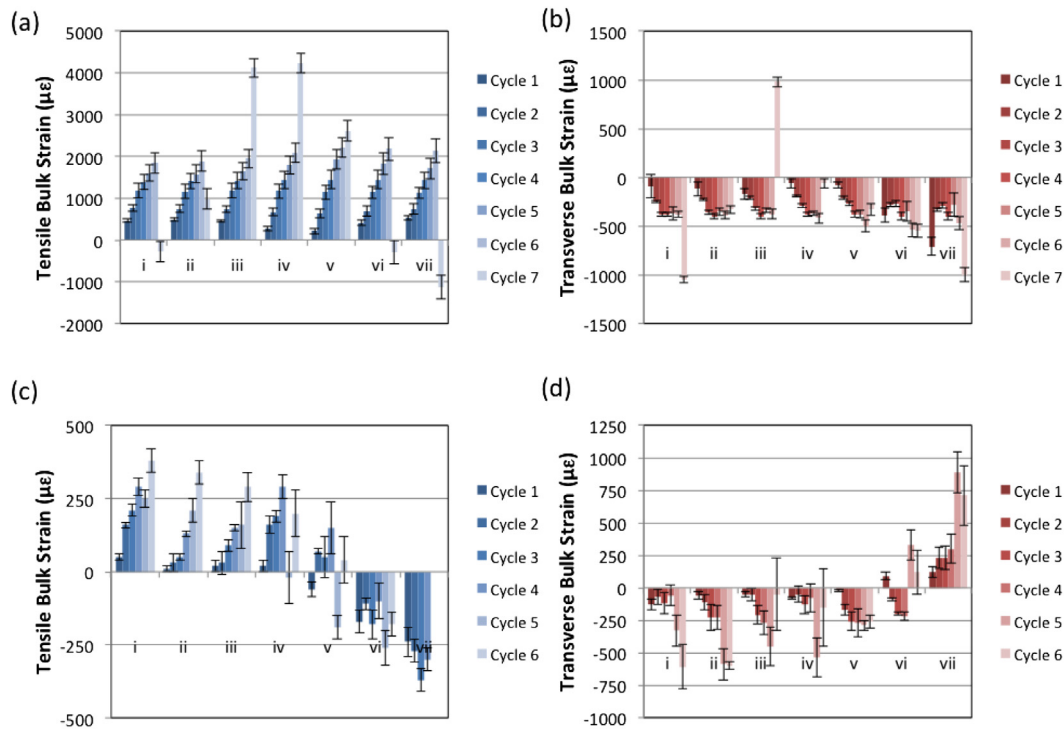 (a)
Tensile Bulk Strain (με)
5000
4000
3000
2000
1000
0
-1000
-2000
i ii iii iv v vi vii
Cycle 1
Cycle 2
Cycle 3
Cycle 4
Cycle 5
Cycle 6
Cycle 7
(b)
Transverse Bulk Strain (με)
1500
1000
500
0
-500
-1000
-1500
i ii iii iv v vi vii
Cycle 1
Cycle 2
Cycle 3
Cycle 4
Cycle 5
Cycle 6
Cycle 7
(c)
Tensile Bulk Strain (με)
500
250
0
-250
-500
i ii iii iv v vi vii
Cycle 1
Cycle 2
Cycle 3
Cycle 4
Cycle 5
Cycle 6
(d)
Transverse Bulk Strain (με)
1250
1000
750
500
250
0
-250
-500
-750
-1000
i ii iii iv v vi vii
Cycle 1
Cycle 2
Cycle 3
Cycle 4
Cycle 5
Cycle 6